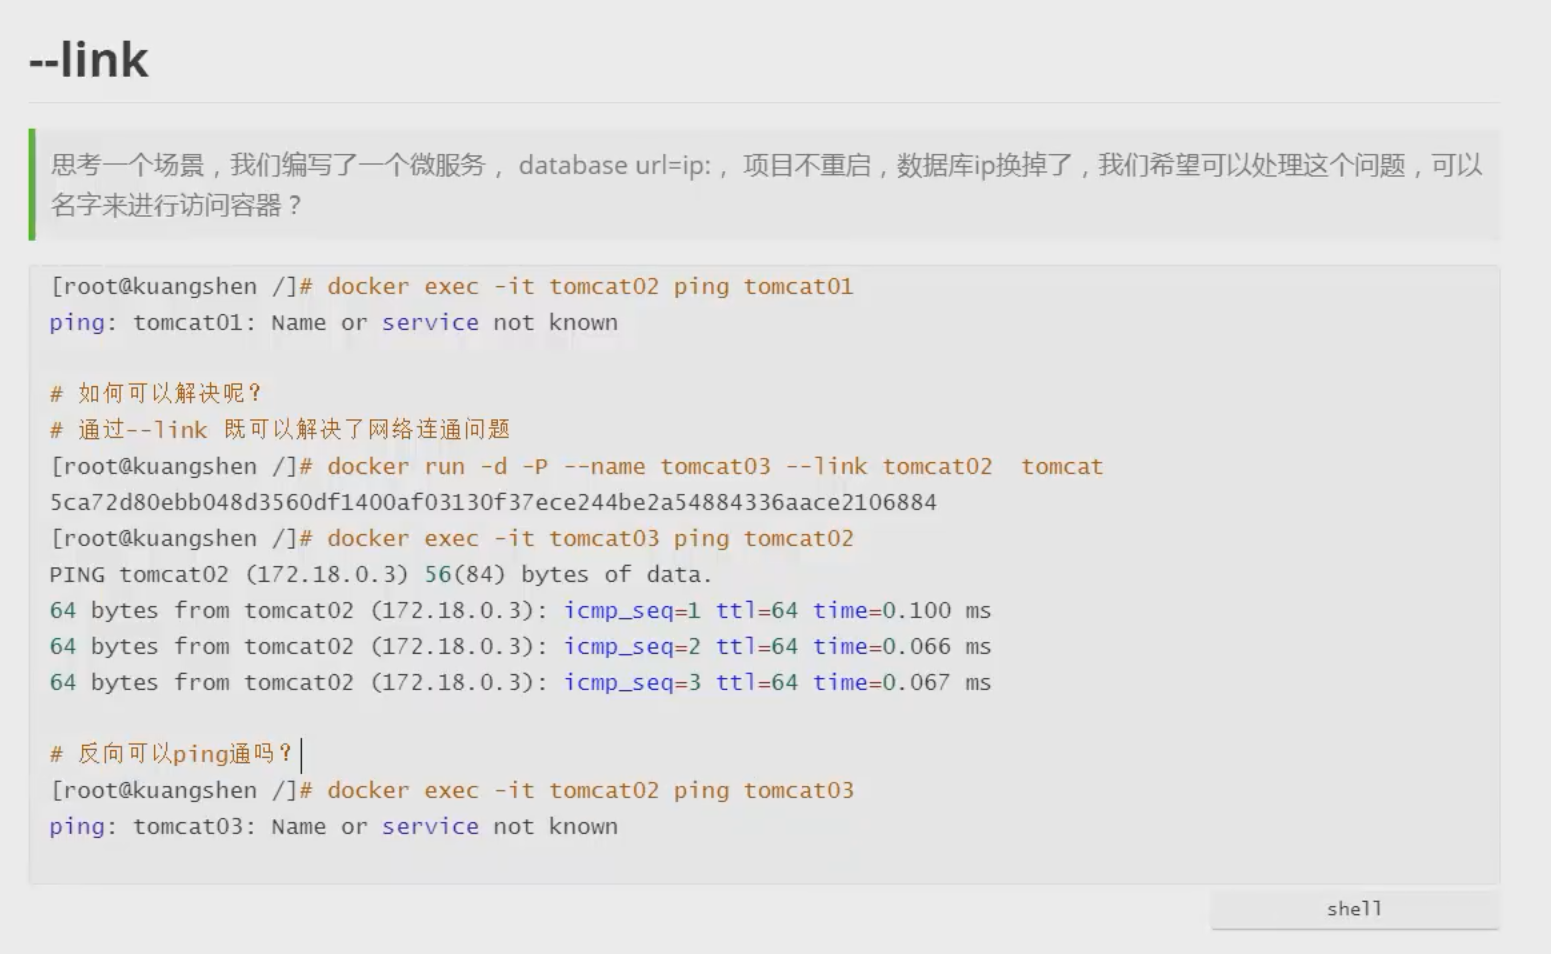 --link
思考一个场景，我们编写了一个微服务， database url=ip:， 项目不重启，数据库ip换掉了，我们希望可以处理这个问题，可以
名字来进行访问容器？
[root@kuangshen /]# docker exec -it tomcat02 ping tomcat01
ping: tomcat01: Name or service not known
# 如何可以解决呢？
# 通过--link 既可以解决了网络连通问题
[root@kuangshen /]# docker run -d -P --name tomcat03 --link tomcat02  tomcat
5ca72d80ebb048d3560df1400af03130f37ece244be2a54884336aace2106884
[root@kuangshen /]# docker exec -it tomcat03 ping tomcat02
PING tomcat02 (172.18.0.3) 56(84) bytes of data.
64 bytes from tomcat02 (172.18.0.3): icmp_seq=1 ttl=64 time=0.100 ms
64 bytes from tomcat02 (172.18.0.3): icmp_seq=2 ttl=64 time=0.066 ms
64 bytes from tomcat02 (172.18.0.3): icmp_seq=3 ttl=64 time=0.067 ms
# 反向可以ping通吗？
[root@kuangshen /]# docker exec -it tomcat02 ping tomcat03
ping: tomcat03: Name or service not known
shell